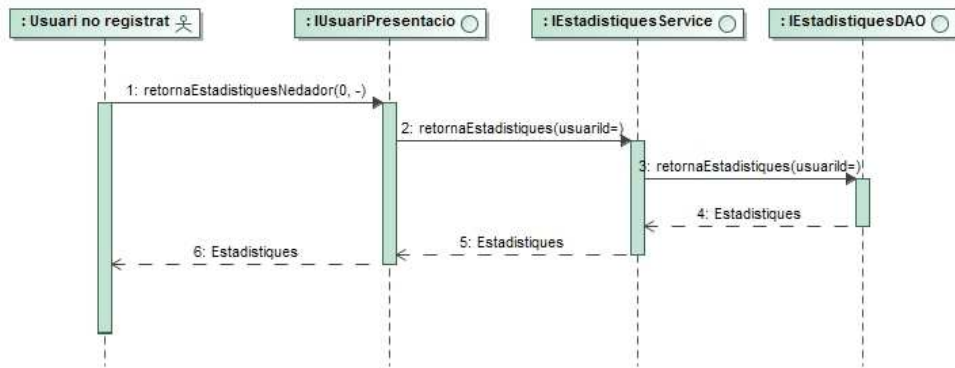 : Usuari no registrat
: IUsuariPresentacio
: IEstadistiquesService
: IEstadistiquesDAO
1: retornaEstadistiquesNedador(0, -)
2: retornaEstadistiques(usuariId=)
3: retornaEstadistiques(usuariId=)
4: Estadistiques
5: Estadistiques
6: Estadistiques